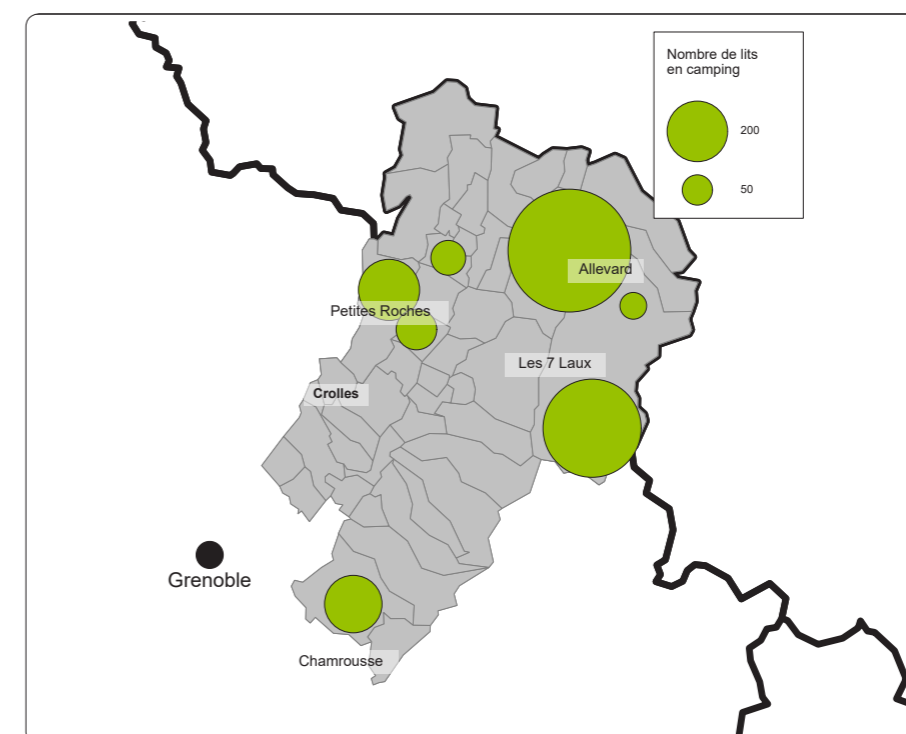 Nombre de lits
en camping
200
50
Allevard
Petites Roches
Les 7 Laux
Crolles
Grenoble
Chamrousse